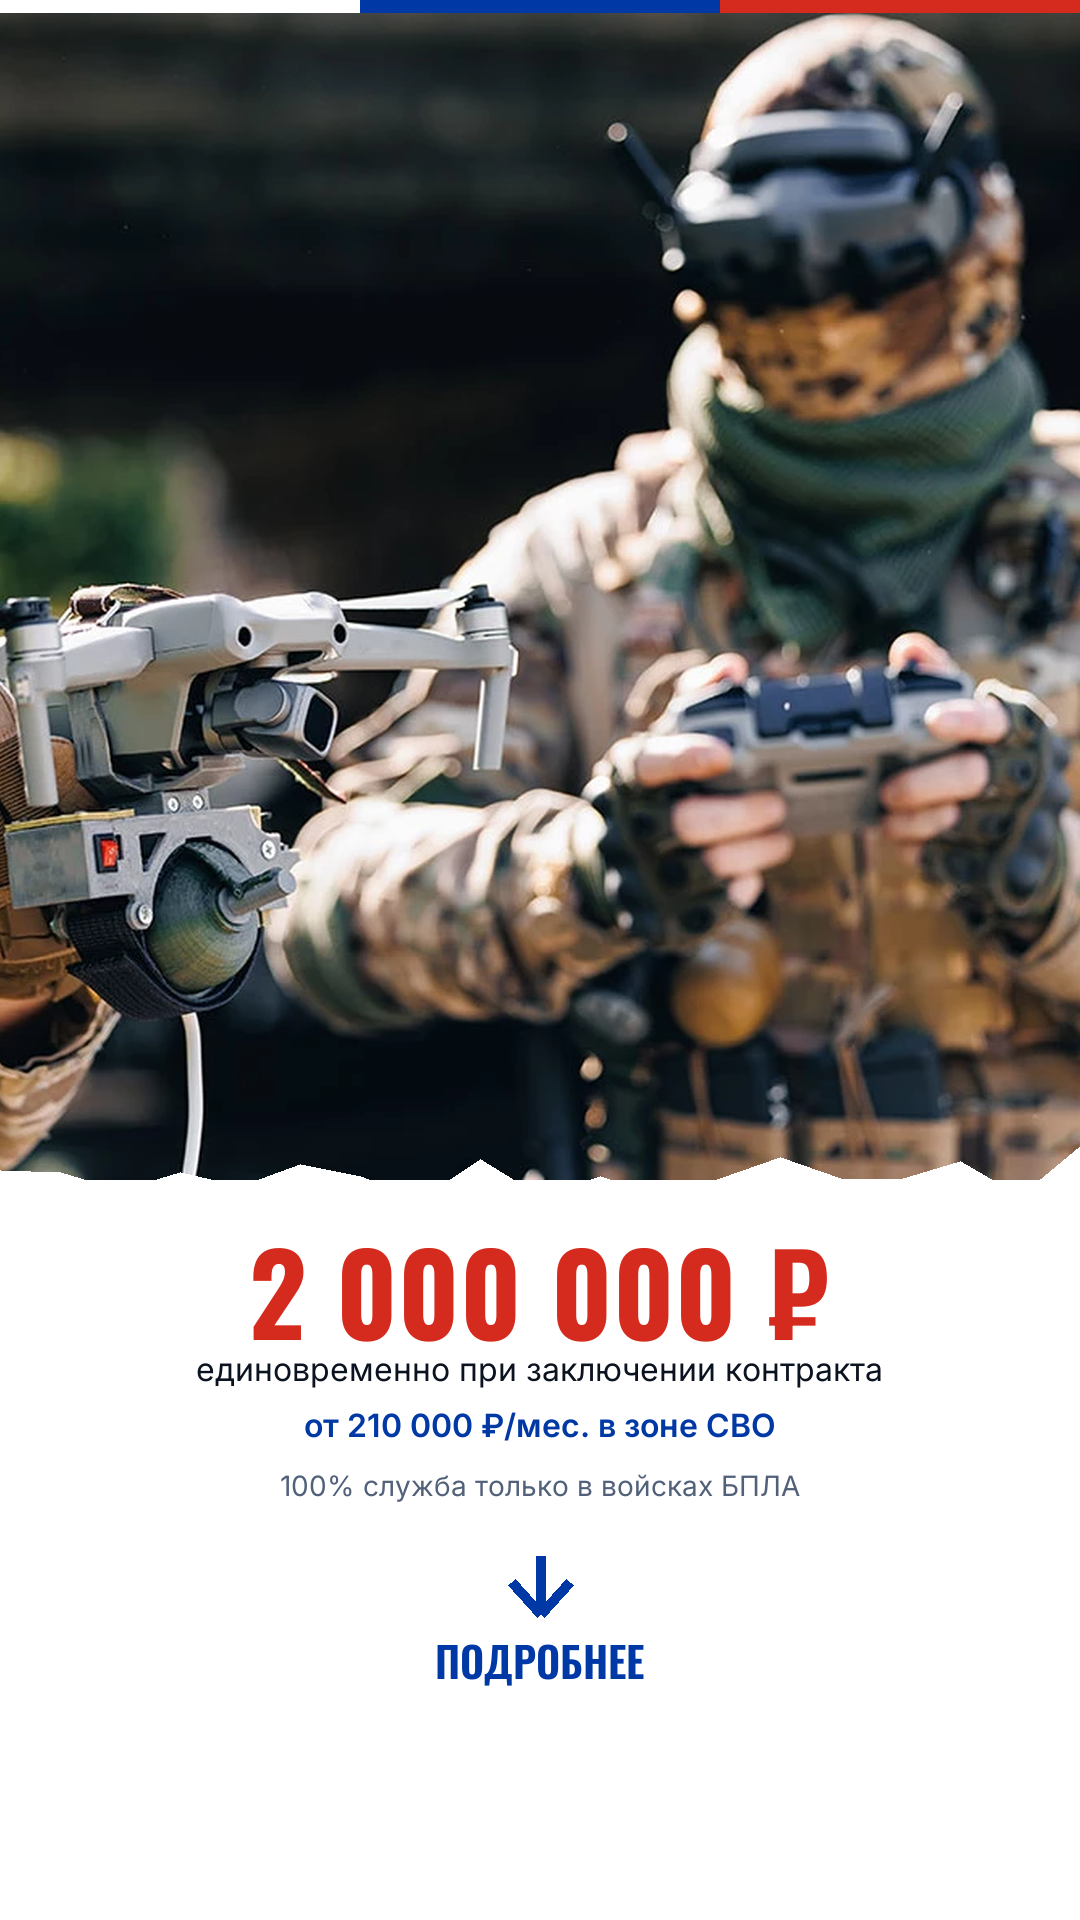 2 000 000 ₽
единовременно при заключении контракта
от 210 000 ₽/мес. в зоне СВО
100% служба только в войсках БПЛА
ПОДРОБНЕЕ